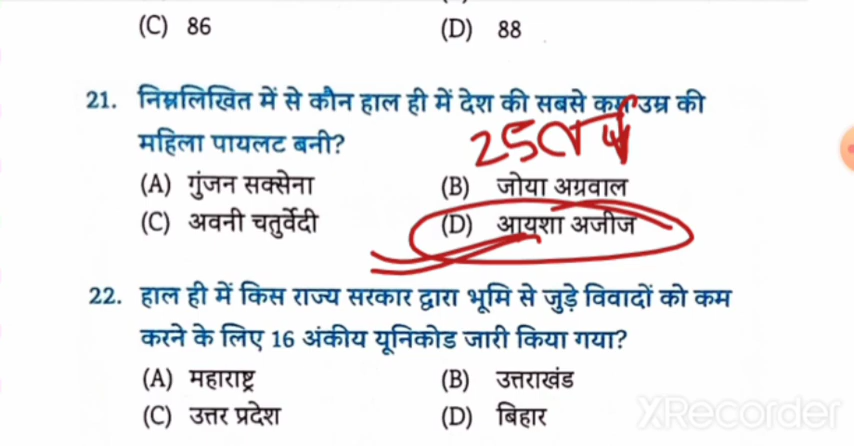 (C) 86 (D) 88
21. निम्नलिखित में से कौन हाल ही में देश की सबसे कम उम्र की
महिला पायलट बनी?
25 वर्ष
(A) गुंजन सक्सेना (B) जोया अग्रवाल
(C) अवनी चतुर्वेदी (D) आयशा अजीज
22. हाल ही में किस राज्य सरकार द्वारा भूमि से जुड़े विवादों को कम
करने के लिए 16 अंकीय यूनिकोड जारी किया गया?
(A) महाराष्ट्र (B) उत्तराखंड
(C) उत्तर प्रदेश (D) बिहार
XRecorder